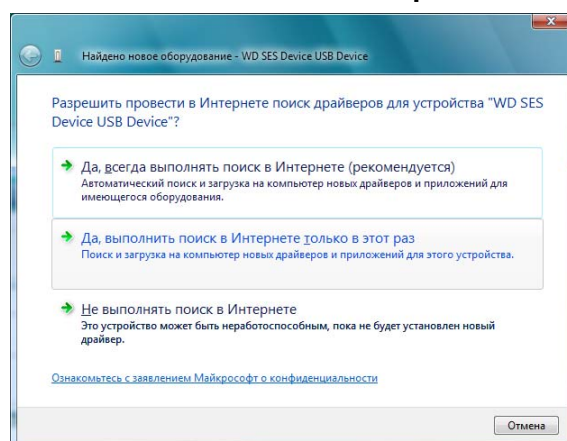 Найдено новое оборудование - WD SES Device USB Device
Разрешить провести в Интернете поиск драйверов для устройства "WD SES
Device USB Device"?
Да, всегда выполнять поиск в Интернете (рекомендуется)
Автоматический поиск и загрузка на компьютер новых драйверов и приложений для
имеющегося оборудования.
Да, выполнить поиск в Интернете только в этот раз
Поиск и загрузка на компьютер новых драйверов и приложений для этого устройства.
Не выполнять поиск в Интернете
Это устройство может быть неработоспособным, пока не будет установлен новый
драйвер.
Ознакомьтесь с заявлением Майкрософт о конфиденциальности
Отмена